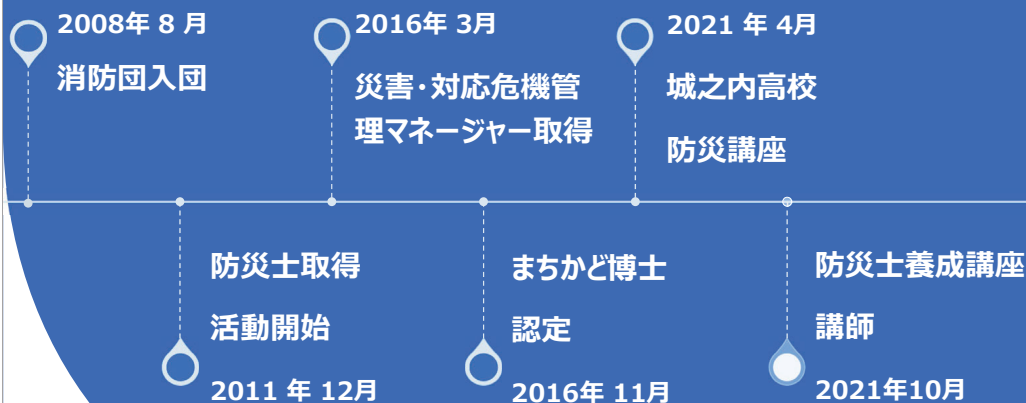 2008年 8 月
消防団入団
2016年 3月
災害・対応危機管
理マネージャー取得
2021 年 4月
城之内高校
防災講座
防災士取得
活動開始
2011 年 12月
まちかど博士
認定
2016年 11月
防災士養成講座
講師
2021年10月